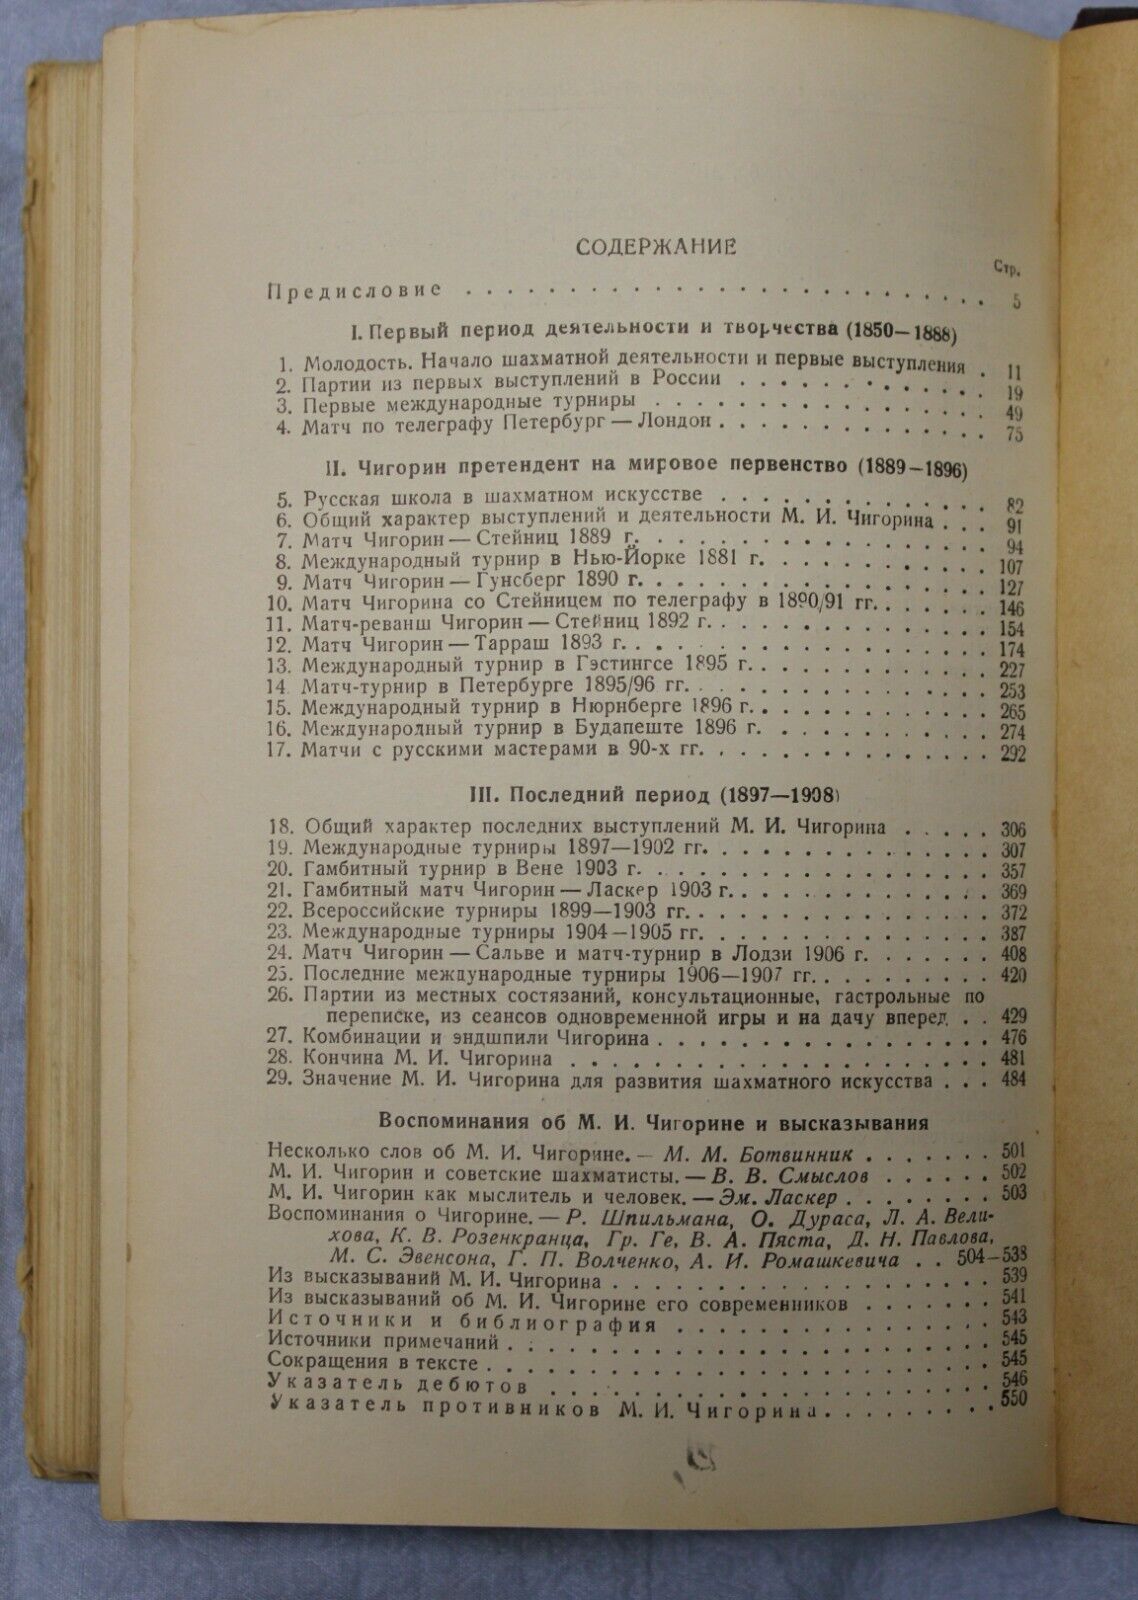 СОДЕРЖАНИЕ
Стр.
Предисловие . . . . . . . . . . . . . . . . . . . . . . . . . . 5
I. Первый период деятельности и творчества (1850—1888)
1. Молодость. Начало шахматной деятельности и первые выступления . 11
2. Партии из первых выступлений в России . . . . . . . . . . . . 19
3. Первые международные турниры . . . . . . . . . . . . . . . . 49
4. Матч по телеграфу Петербург — Лондон . . . . . . . . . . . . . 75
II. Чигорин претендент на мировое первенство (1889—1896)
5. Русская школа в шахматном искусстве . . . . . . . . . . . . . 82
6. Общий характер выступлений и деятельности М. И. Чигорина . . . 91
7. Матч Чигорин — Стейниц 1889 г. . . . . . . . . . . . . . . . . 94
8. Международный турнир в Нью-Йорке 1881 г. . . . . . . . . . . . 107
9. Матч Чигорин — Гунсберг 1890 г. . . . . . . . . . . . . . . . . 127
10. Матч Чигорина со Стейницем по телеграфу в 1890/91 гг. . . . . . . 146
11. Матч-реванш Чигорин — Стейниц 1892 г. . . . . . . . . . . . . . 154
12. Матч Чигорин — Тарраш 1893 г. . . . . . . . . . . . . . . . . . 174
13. Международный турнир в Гэстингсе 1895 г. . . . . . . . . . . . . 227
14. Матч-турнир в Петербурге 1895/96 гг. . . . . . . . . . . . . . . 253
15. Международный турнир в Нюрнберге 1896 г. . . . . . . . . . . . . 265
16. Международный турнир в Будапеште 1896 г. . . . . . . . . . . . 274
17. Матчи с русскими мастерами в 90-х гг. . . . . . . . . . . . . . . 292
III. Последний период (1897—1908)
18. Общий характер последних выступлений М. И. Чигорина . . . . . 306
19. Международные турниры 1897—1902 гг. . . . . . . . . . . . . . . 307
20. Гамбитный турнир в Вене 1903 г. . . . . . . . . . . . . . . . . . 357
21. Гамбитный матч Чигорин — Ласкер 1903 г. . . . . . . . . . . . . . 369
22. Всероссийские турниры 1899—1903 гг. . . . . . . . . . . . . . . . 372
23. Международные турниры 1904—1905 гг. . . . . . . . . . . . . . . 387
24. Матч Чигорин — Сальве и матч-турнир в Лодзи 1906 г. . . . . . . 408
25. Последние международные турниры 1906—1907 гг. . . . . . . . . . 420
26. Партии из местных состязаний, консультационные, гастрольные по
переписке, из сеансов одновременной игры и на дачу вперед . . 429
27. Комбинации и эндшпили Чигорина . . . . . . . . . . . . . . . . 476
28. Кончина М. И. Чигорина . . . . . . . . . . . . . . . . . . . . 481
29. Значение М. И. Чигорина для развития шахматного искусства . . . 484
Воспоминания об М. И. Чигорине и высказывания
Несколько слов об М. И. Чигорине. — М. М. Ботвинник . . . . . . . 501
М. И. Чигорин и советские шахматисты. — В. В. Смыслов . . . . . . 502
М. И. Чигорин как мыслитель и человек. — Эм. Ласкер . . . . . . . . 503
Воспоминания о Чигорине. — Р. Шпильмана, О. Дураса, Л. А. Вели-
хова, К. В. Розенкранца, Гр. Ге, В. А. Пяста, Д. Н. Павлова,
М. С. Эвенсона, Г. П. Волченко, А. И. Ромашкевича . . 504—538
Из высказываний М. И. Чигорина . . . . . . . . . . . . . . . . . . 539
Из высказываний об М. И. Чигорине его современников . . . . . . . 541
Источники и библиография . . . . . . . . . . . . . . . 543
Источники примечаний . . . . . . . . . . . . . . . . . . . . . . . 545
Сокращения в тексте . . . . . . . . . . . . . . . . . . . . . . . . 545
Указатель дебютов . . . . . . . . . . . . . . . . . . . . . 546
Указатель противников М. И. Чигорина . . . . . . . . . 550